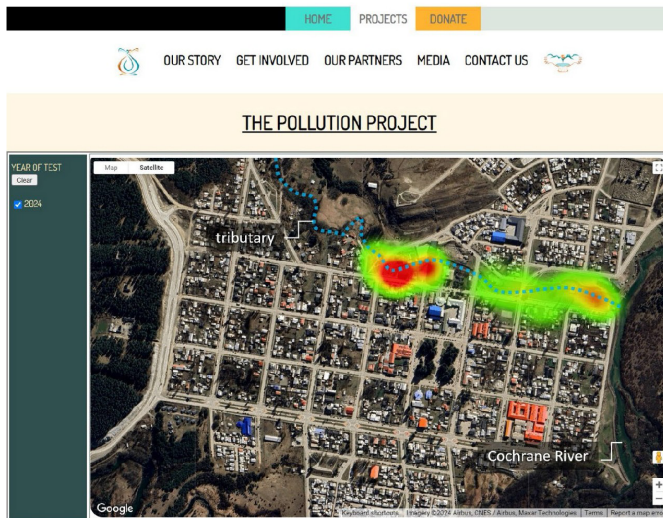 HOME PROJECTS DONATE
OUR STORY GET INVOLVED OUR PARTNERS MEDIA CONTACT US
THE POLLUTION PROJECT
YEAR OF TEST
Clear
2024
Map Satellite
tributary
Cochrane River
Google
Keyboard shortcuts Imagery ©2024 Airbus, CNES / Airbus, Maxar Technologies Terms Report a map erro